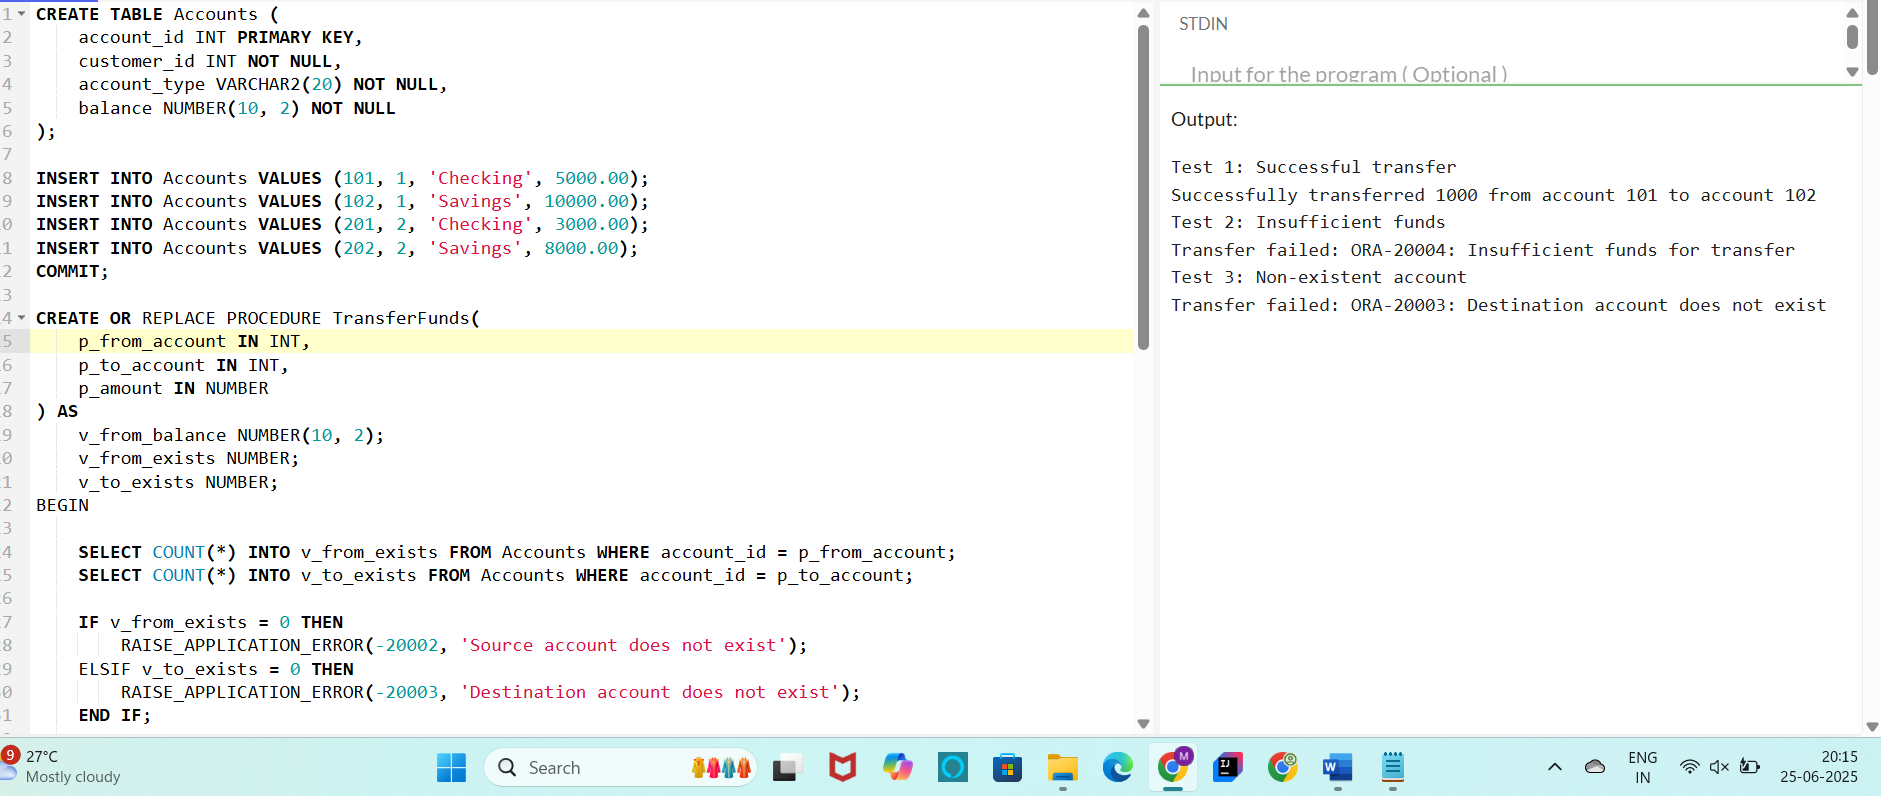 1 CREATE TABLE Accounts (
2 account_id INT PRIMARY KEY,
3 customer_id INT NOT NULL,
4 account_type VARCHAR2(20) NOT NULL,
5 balance NUMBER(10, 2) NOT NULL
6 );
7
8 INSERT INTO Accounts VALUES (101, 1, 'Checking', 5000.00);
9 INSERT INTO Accounts VALUES (102, 1, 'Savings', 10000.00);
0 INSERT INTO Accounts VALUES (201, 2, 'Checking', 3000.00);
1 INSERT INTO Accounts VALUES (202, 2, 'Savings', 8000.00);
2 COMMIT;
3
4 CREATE OR REPLACE PROCEDURE TransferFunds(
5 p_from_account IN INT,
6 p_to_account IN INT,
7 p_amount IN NUMBER
8 ) AS
9 v_from_balance NUMBER(10, 2);
0 v_from_exists NUMBER;
1 v_to_exists NUMBER;
2 BEGIN
3
4 SELECT COUNT(*) INTO v_from_exists FROM Accounts WHERE account_id = p_from_account;
5 SELECT COUNT(*) INTO v_to_exists FROM Accounts WHERE account_id = p_to_account;
6
7 IF v_from_exists = 0 THEN
8 RAISE_APPLICATION_ERROR(-20002, 'Source account does not exist');
9 ELSIF v_to_exists = 0 THEN
0 RAISE_APPLICATION_ERROR(-20003, 'Destination account does not exist');
1 END IF;
STDIN
Input for the program ( Optional )
Output:
Test 1: Successful transfer
Successfully transferred 1000 from account 101 to account 102
Test 2: Insufficient funds
Transfer failed: ORA-20004: Insufficient funds for transfer
Test 3: Non-existent account
Transfer failed: ORA-20003: Destination account does not exist
9
27°C
Mostly cloudy
Search
M
IJ
W
ENG
IN
20:15
25-06-2025